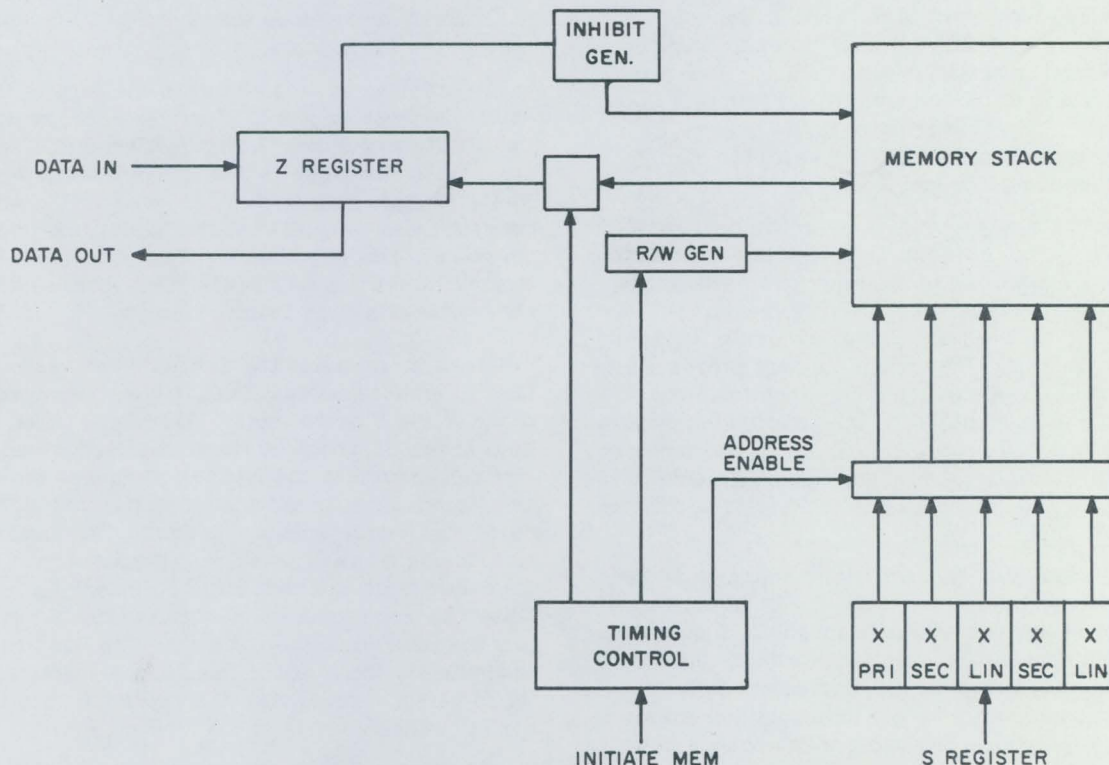 INHIBIT
GEN.
MEMORY STACK
DATA IN
Z REGISTER
DATA OUT
R/W GEN
ADDRESS
ENABLE
TIMING
CONTROL
X X X X X
PRI SEC LIN SEC LIN
INITIATE MEM
S REGISTER